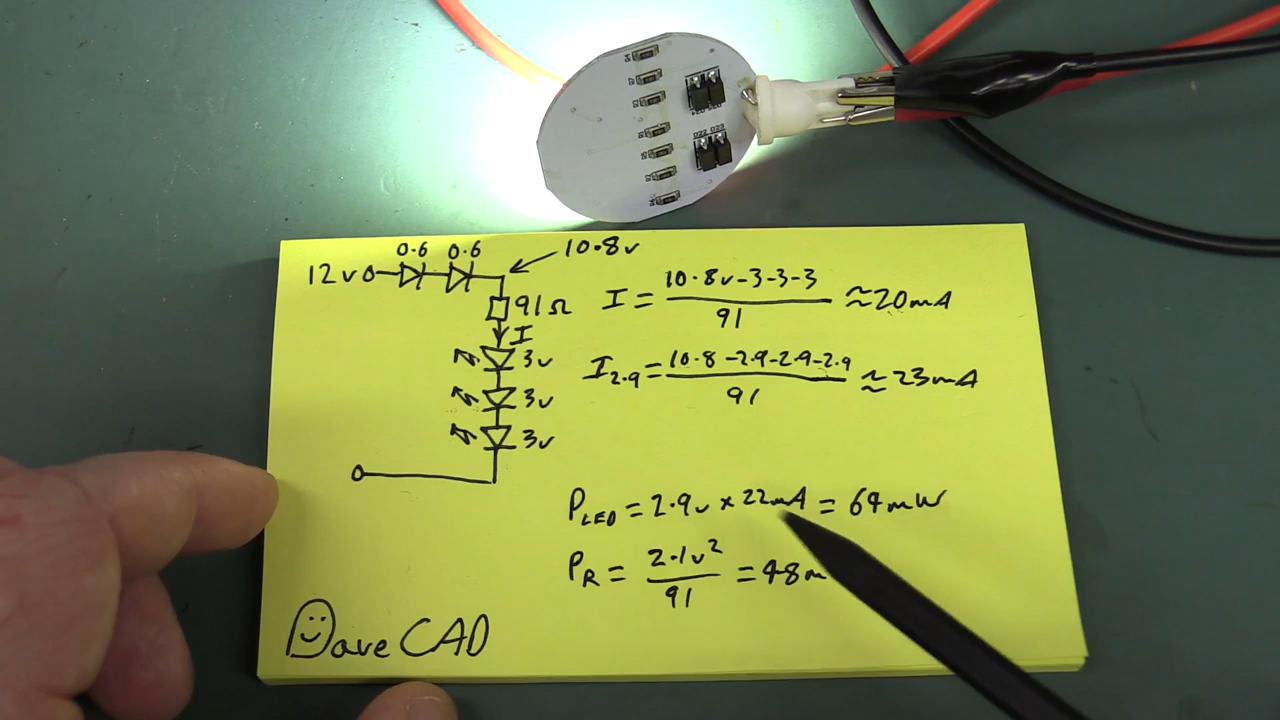 0.6 0.6
12v
10.8v
91Ω
I
3v
3v
3v
I = 10.8v-3-3-3 / 91 ≈20mA
I2.9 = 10.8-2.9-2.9-2.9 / 91 ≈ 23mA
PLED = 2.9v x 22mA = 64mW
PR = 2.1v² / 91 = 48m
DaveCAD
D22 D23